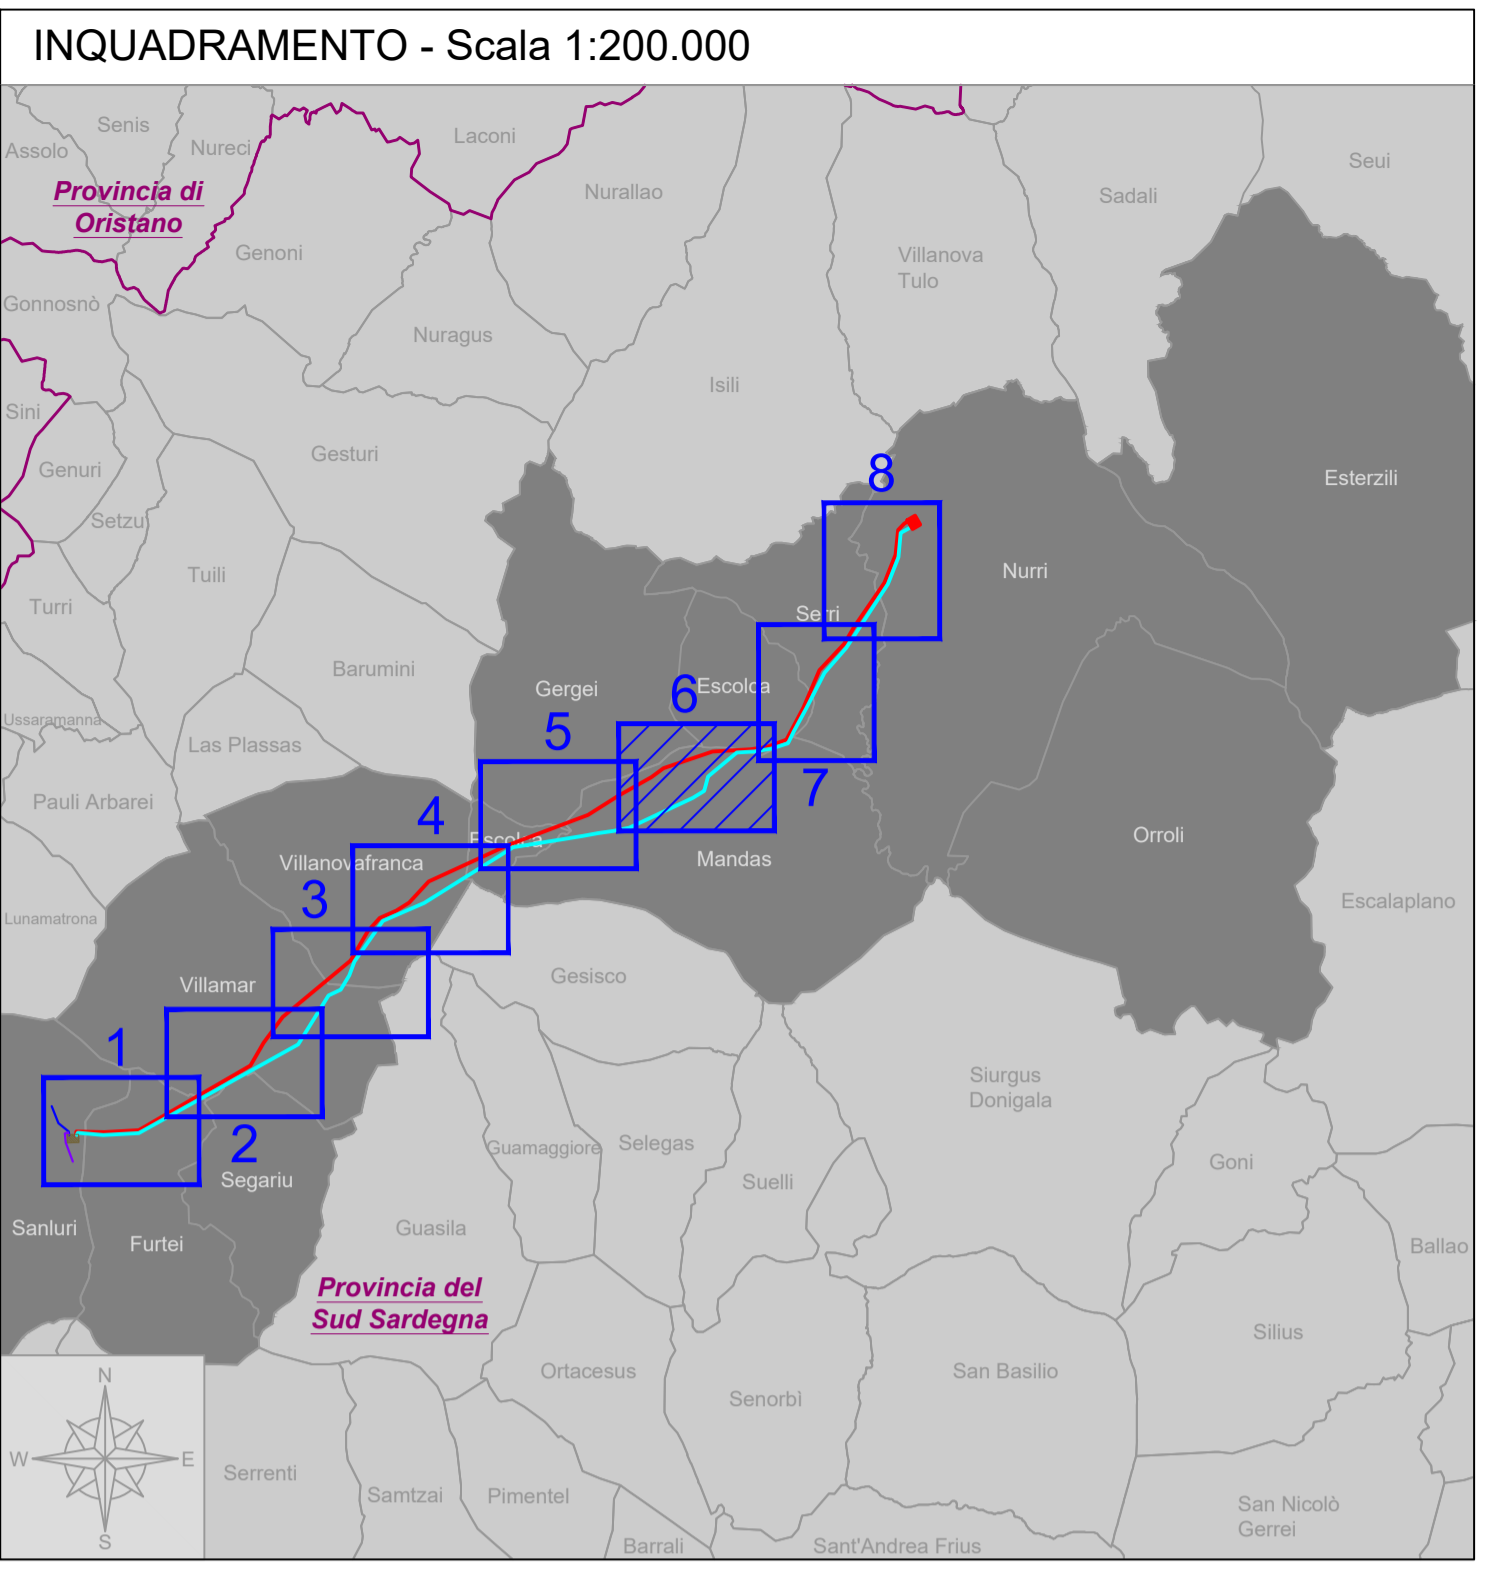 INQUADRAMENTO - Scala 1:200.000
Senis
Assolo
Nureci
Laconi
Seui
Provincia di
Oristano
Nurallao
Sadali
Genoni
Villanova
Tulo
Gonnosnò
Nuragus
Isili
Sini
Gesturi
Genuri
8
Esterzili
Setzu
Tuili
Nurri
Turri
Serri
Barumini
Gergei
6
Escolca
Ussaramanna
Las Plassas
5
7
Pauli Arbarei
4
Escolca
Orroli
Villanovafranca
Mandas
3
Lunamatrona
Escalaplano
Villamar
Gesisco
1
Siurgus
Donigala
2
Guamaggiore
Selegas
Goni
Segariu
Suelli
Sanluri
Guasila
Furtei
Ballao
Provincia del
Sud Sardegna
Silius
N
Ortacesus
San Basilio
Senorbì
W
E
Serrenti
Samtzai
Pimentel
San Nicolò
Gerrei
S
Barrali
Sant'Andrea Frius